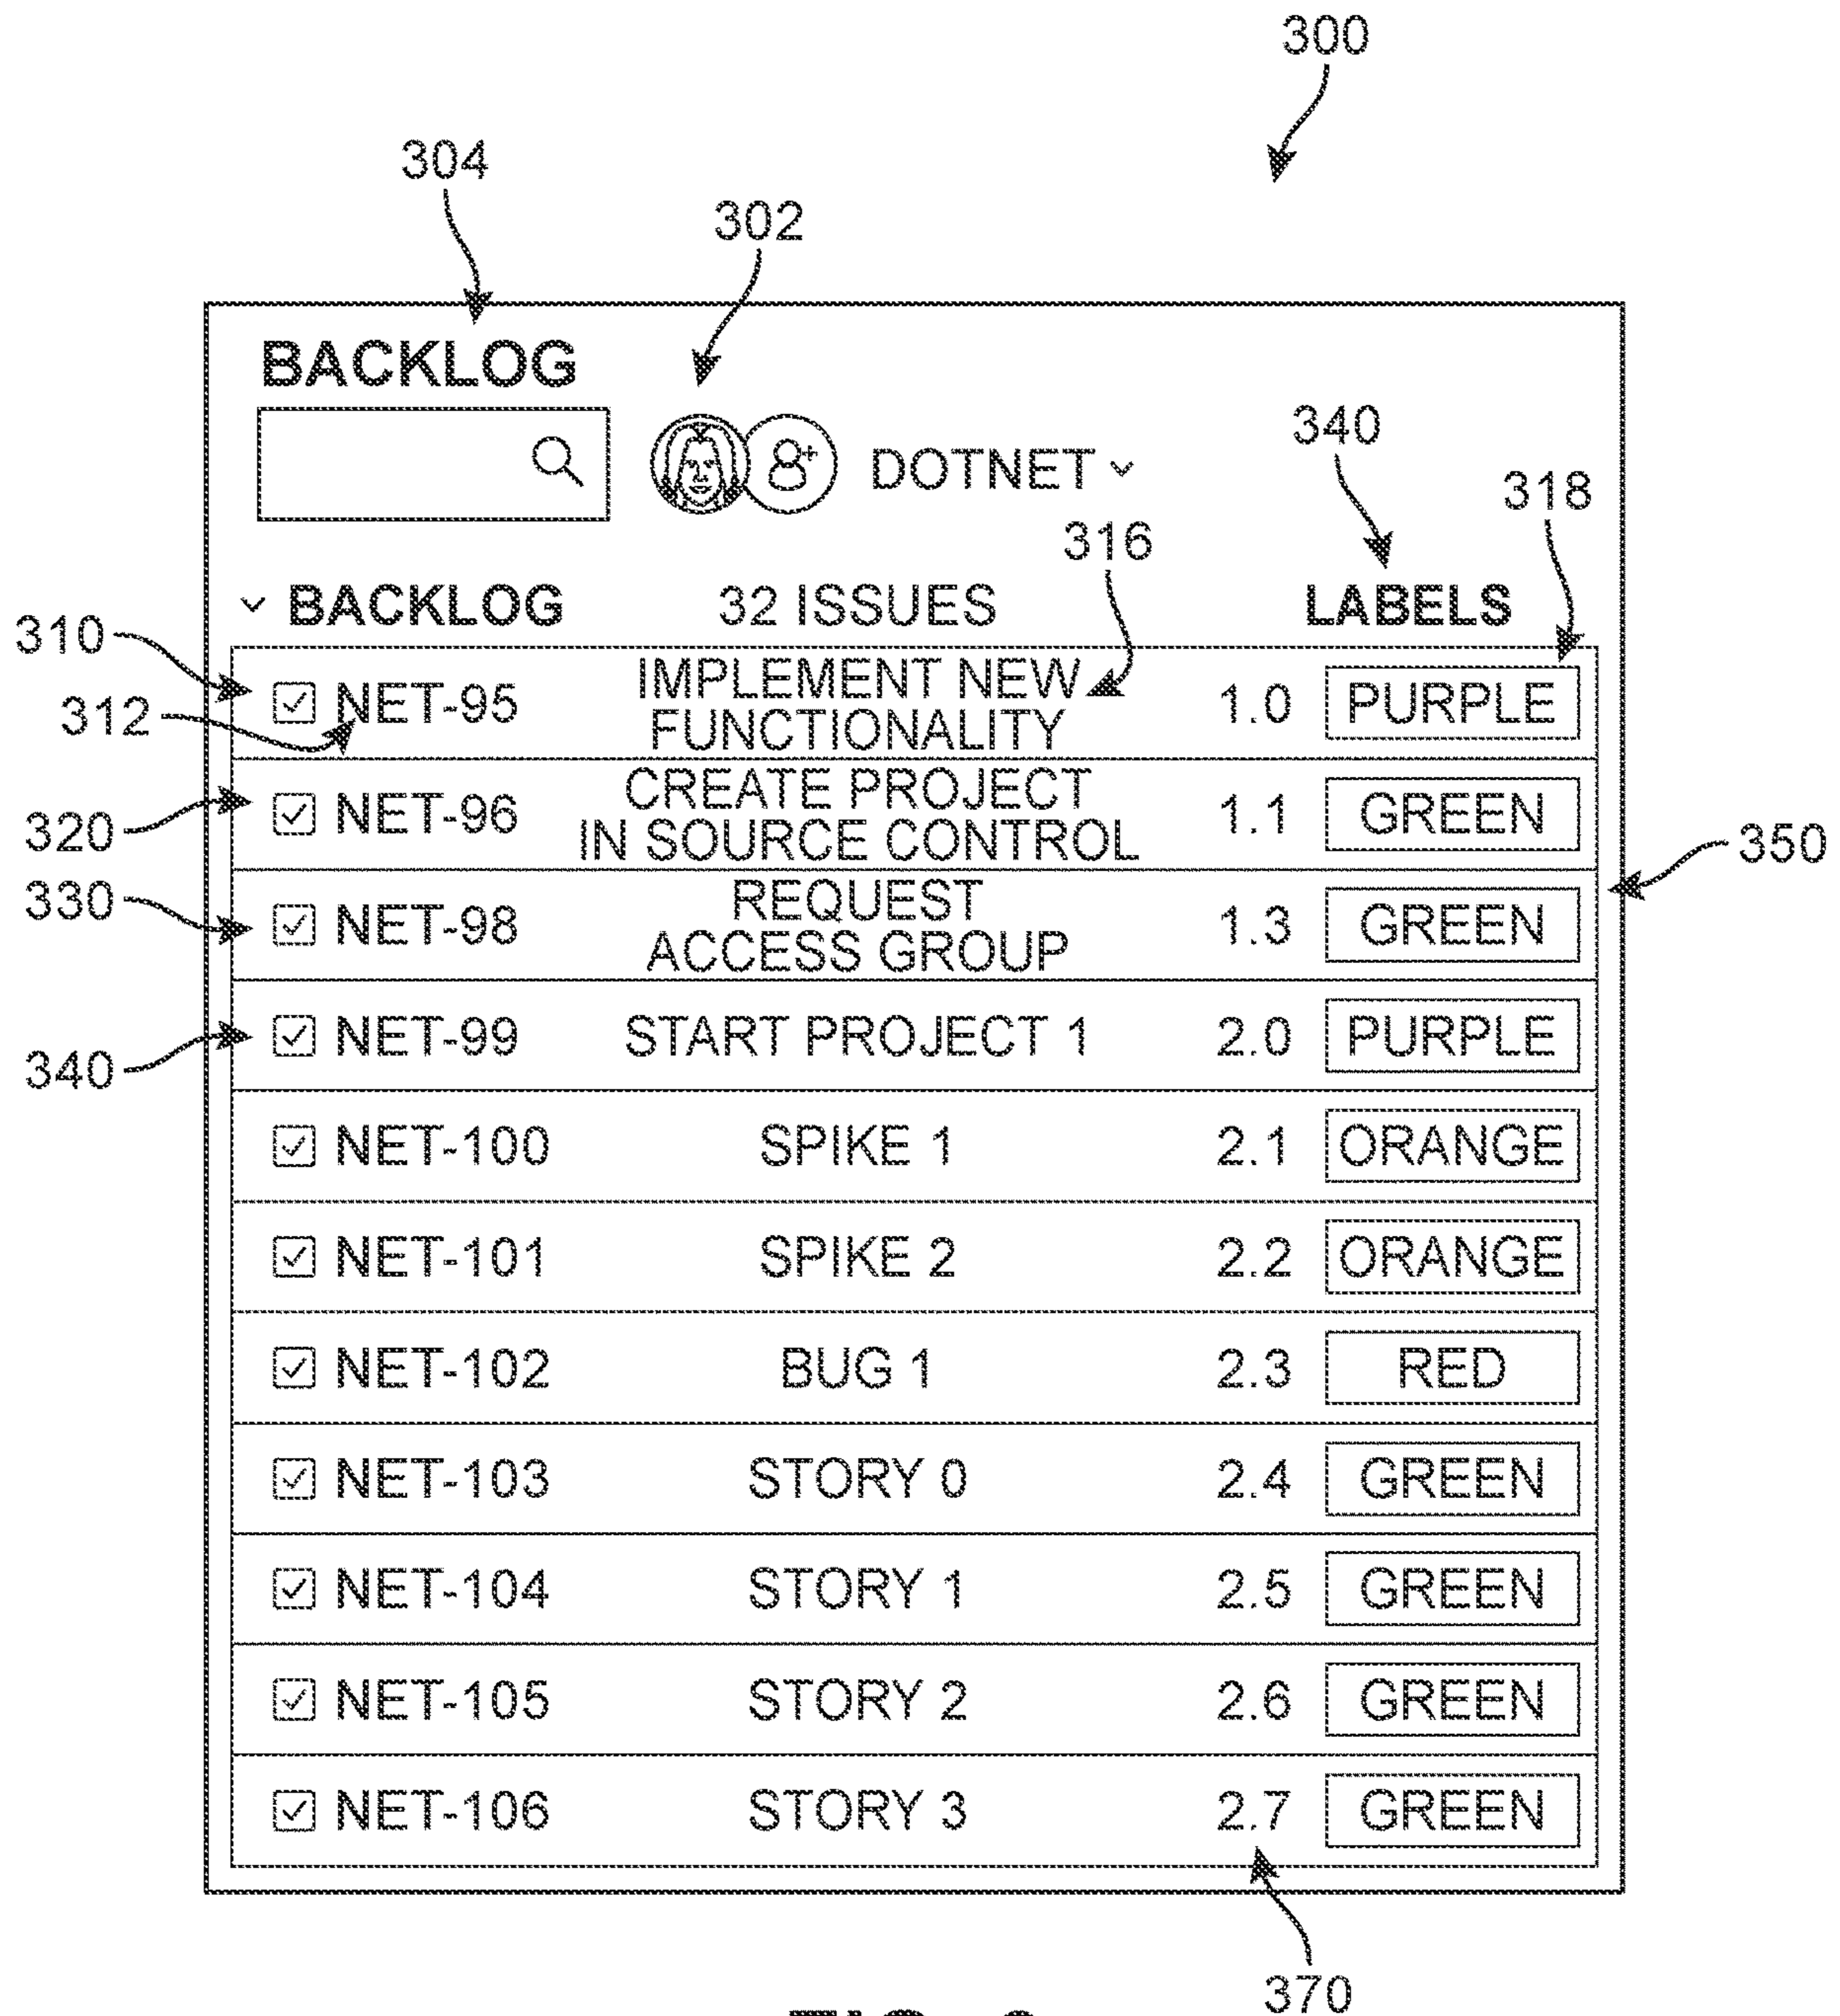 300
304
302
BACKLOG
DOTNET
340
318
316
BACKLOG 32 ISSUES LABELS
310
312
NET-95 IMPLEMENT NEW FUNCTIONALITY 1.0 PURPLE
320
NET-96 CREATE PROJECT IN SOURCE CONTROL 1.1 GREEN
350
330
NET-98 REQUEST ACCESS GROUP 1.3 GREEN
340
NET-99 START PROJECT 1 2.0 PURPLE
NET-100 SPIKE 1 2.1 ORANGE
NET-101 SPIKE 2 2.2 ORANGE
NET-102 BUG 1 2.3 RED
NET-103 STORY 0 2.4 GREEN
NET-104 STORY 1 2.5 GREEN
NET-105 STORY 2 2.6 GREEN
NET-106 STORY 3 2.7 GREEN
370